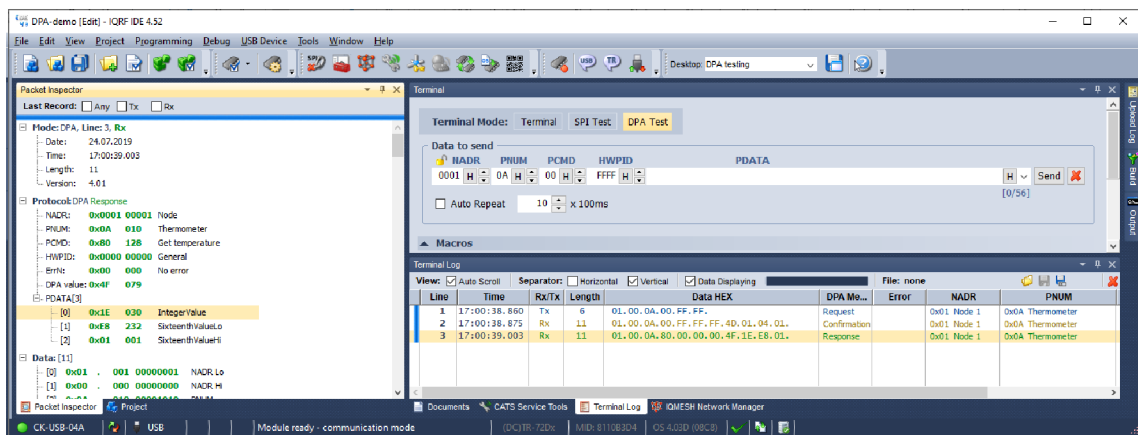 DPA-demo [Edit] - IQRF IDE 4.52
File Edit View Project Programming Debug USB Device Tools Window Help
SPI USB TR Desktop: DPA testing
Packet Inspector
Last Record: Any Tx Rx
Mode: DPA, Line: 3, Rx
Date: 24.07.2019
Time: 17:00:39.003
Length: 11
Version: 4.01
Protocol: DPA Response
NADR: 0x0001 00001 Node
PNUM: 0x0A 010 Thermometer
PCMD: 0x80 128 Get temperature
HWPID: 0x0000 00000 General
ErrN: 0x00 000 No error
DPA value: 0x4F 079
PDATA[3]
[0] 0x1E 030 IntegerValue
[1] 0xE8 232 SixteenthValueLo
[2] 0x01 001 SixteenthValueHi
Data: [11]
[0] 0x01 . 001 00000001 NADR Lo
[1] 0x00 . 000 00000000 NADR Hi
Packet Inspector Project
Terminal
Terminal Mode: Terminal SPI Test DPA Test
Data to send
NADR PNUM PCMD HWPID PDATA
0001 H 0A H 00 H FFFF H H Send
[0/56]
Auto Repeat 10 x 100ms
Macros
Terminal Log
View: Auto Scroll Separator: Horizontal Vertical Data Displaying File: none
Line Time Rx/Tx Length Data HEX DPA Me... Error NADR PNUM
1 17:00:38.860 Tx 6 01.00.0A.00.FF.FF. Request 0x01 Node 1 0x0A Thermometer
2 17:00:38.875 Rx 11 01.00.0A.00.FF.FF.FF.4D.01.04.01. Confirmation 0x01 Node 1 0x0A Thermometer
3 17:00:39.003 Rx 11 01.00.0A.80.00.00.00.4F.1E.E8.01. Response 0x01 Node 1 0x0A Thermometer
Documents CATS Service Tools Terminal Log IQMESH Network Manager
Upload Log
Build
Output
CK-USB-04A USB Module ready - communication mode (DC)TR-72Dx MID: 8110B3D4 OS 4.03D (08C8)